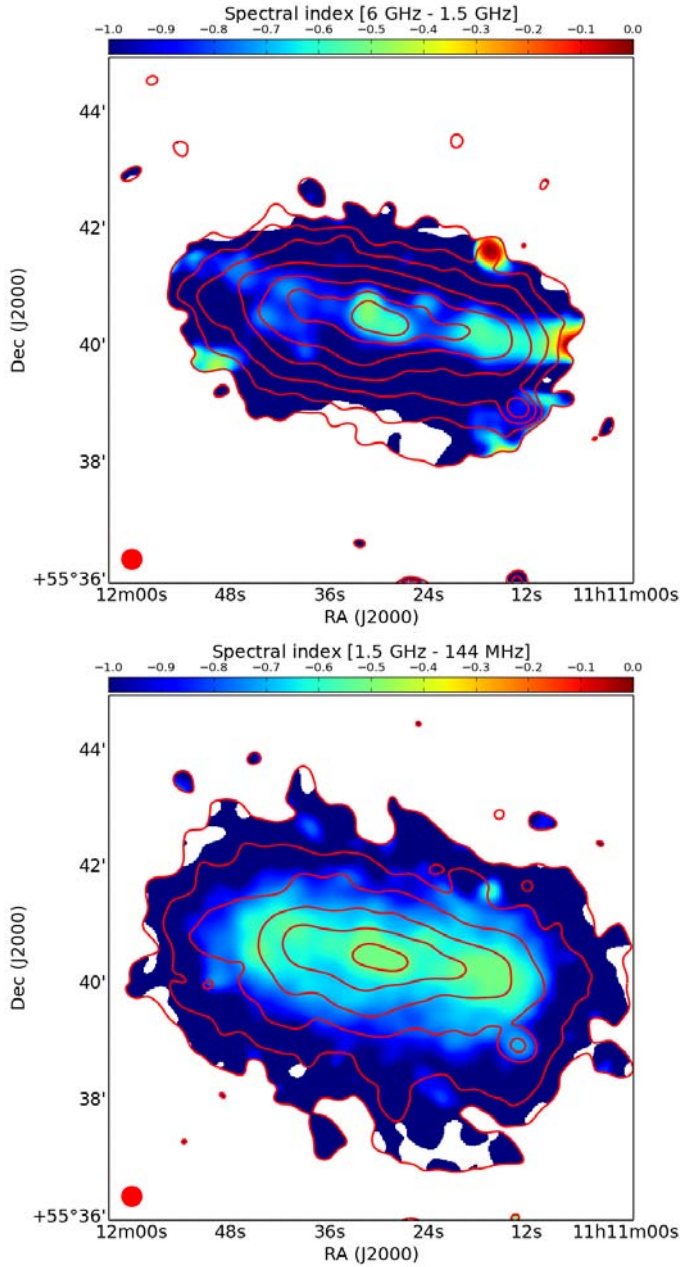 Spectral index [6 GHz - 1.5 GHz]
−1.0 −0.9 −0.8 −0.7 −0.6 −0.5 −0.4 −0.3 −0.2 −0.1 0.0
44'
42'
Dec (J2000)
40'
38'
+55°36'
12m00s 48s 36s 24s 12s 11h11m00s
RA (J2000)
Spectral index [1.5 GHz - 144 MHz]
−1.0 −0.9 −0.8 −0.7 −0.6 −0.5 −0.4 −0.3 −0.2 −0.1 0.0
44'
42'
Dec (J2000)
40'
38'
+55°36'
12m00s 48s 36s 24s 12s 11h11m00s
RA (J2000)